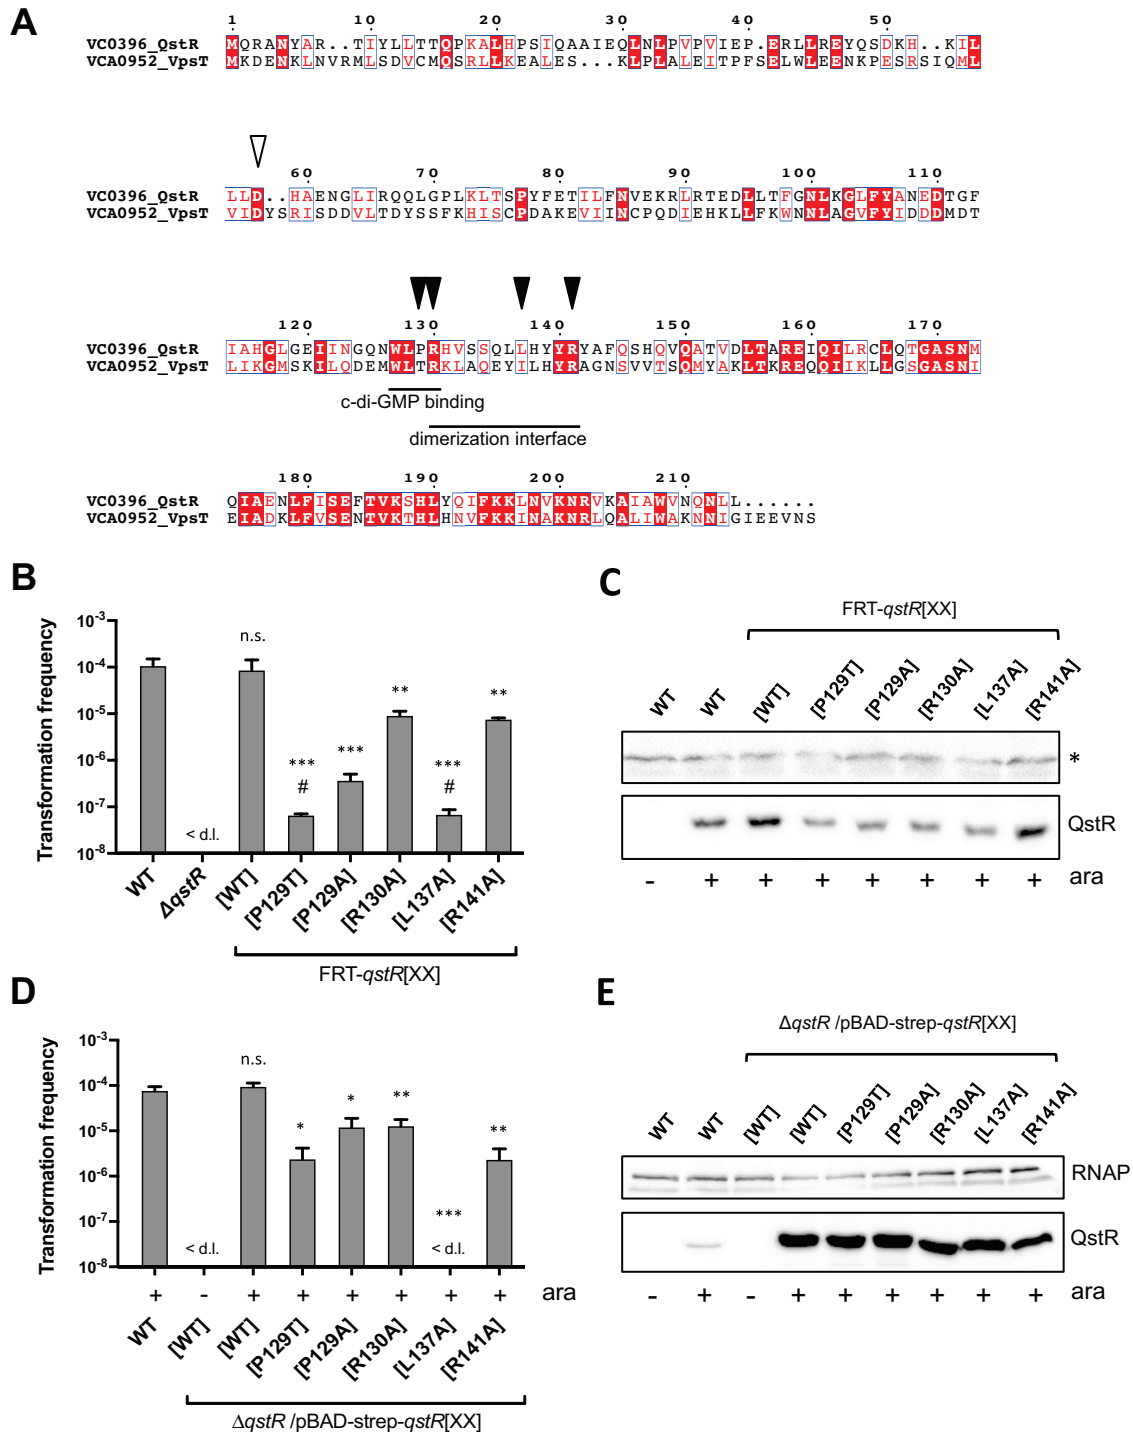 A
1 10 20 30 40 50
VC0396_QstR MQRANYAR..TIYLLTTQPKALHPSIQAAIEQLNLPVPVIEP.ERLLREYQSDKH..KIL
VCA0952_VpsT MKDENKLNVRMLSDVCMQSRLLKEALES...KLPLALEITPFSELWLEENKPESRSIQML
60 70 80 90 100 110
VC0396_QstR LLD..HAENGLIRQQLGPLKLTSPYFETILFNVEKRLRTEDLLTFGNLKGLFYANEDTGF
VCA0952_VpsT VIDYSRISDDVLTDYSSFKHISCPDAKEVIINCPQDIEHKLLFKWNNLAGVFYIDDDMDT
120 130 140 150 160 170
VC0396_QstR IAHGLGEIINGQNWLPRHVSSQLLHYYRYAFQSHQVQATVDLTAREIQILRCLQTGASNM
VCA0952_VpsT LIKGMSKILQDEMWLTRKLAQEYILHYRAGNSVVTSQMYAKLTKREQQIIKLLGSGASNI
c-di-GMP binding
dimerization interface
180 190 200 210
VC0396_QstR QIAENLFISEFTVKSHLYQIFKKLNVKNRVKAIAWVNQNLL......
VCA0952_VpsT EIADKLFVSENTVKTHLHNVFKKINAKNRLQALIWAKNNIGIEEVNS
B
Transformation frequency
10-3
10-4
10-5
10-6
10-7
10-8
< d.l. n.s. *** # *** ** *** # **
WT ΔqstR [WT] [P129T] [P129A] [R130A] [L137A] [R141A]
FRT-qstR[XX]
C
FRT-qstR[XX]
WT WT [WT] [P129T] [P129A] [R130A] [L137A] [R141A]
*
QstR
- + + + + + + + ara
D
Transformation frequency
10-3
10-4
10-5
10-6
10-7
10-8
< d.l. n.s. * * ** *** < d.l. **
+ - + + + + + + ara
WT [WT] [WT] [P129T] [P129A] [R130A] [L137A] [R141A]
ΔqstR /pBAD-strep-qstR[XX]
E
ΔqstR /pBAD-strep-qstR[XX]
WT WT [WT] [WT] [P129T] [P129A] [R130A] [L137A] [R141A]
RNAP
QstR
- + - + + + + + + ara